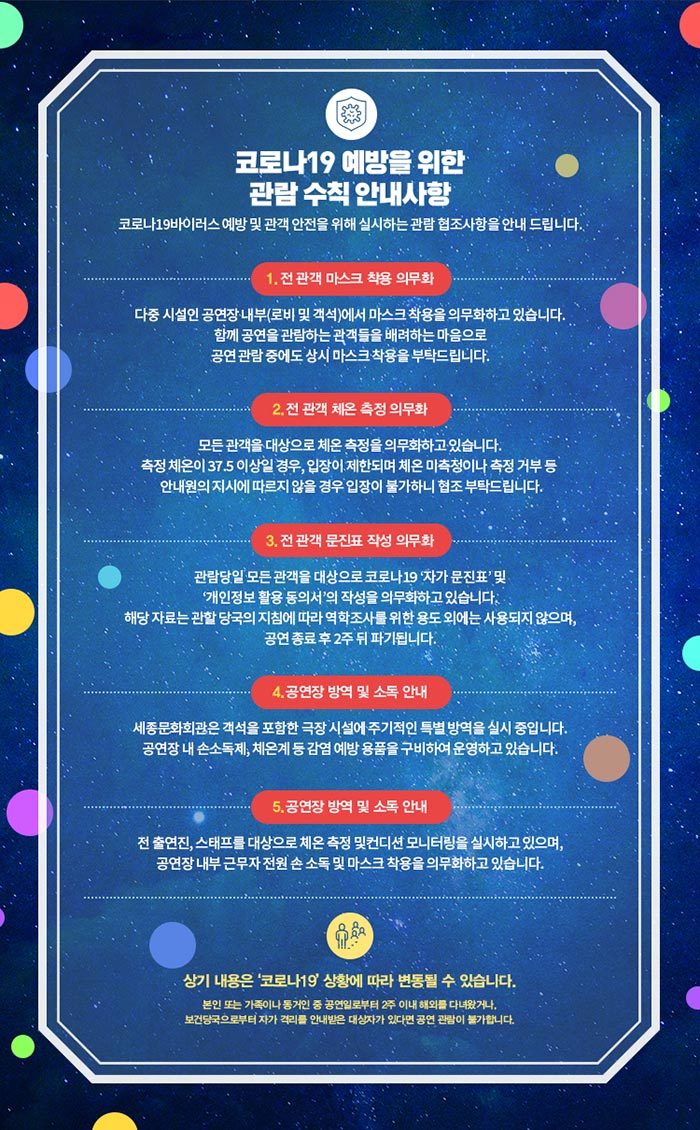 코로나19 예방을 위한
관람 수칙 안내사항
코로나19바이러스 예방 및 관객 안전을 위해 실시하는 관람 협조사항을 안내 드립니다.
1. 전 관객 마스크 착용 의무화
다중 시설인 공연장 내부(로비 및 객석)에서 마스크 착용을 의무화하고 있습니다.
함께 공연을 관람하는 관객들을 배려하는 마음으로
공연 관람 중에도 상시 마스크 착용을 부탁드립니다.
2. 전 관객 체온 측정 의무화
모든 관객을 대상으로 체온 측정을 의무화하고 있습니다.
측정 체온이 37.5 이상일 경우, 입장이 제한되며 체온 미측정이나 측정 거부 등
안내원의 지시에 따르지 않을 경우 입장이 불가하니 협조 부탁드립니다.
3. 전 관객 문진표 작성 의무화
관람당일 모든 관객을 대상으로 코로나19 ‘자가 문진표’ 및
‘개인정보 활용 동의서’의 작성을 의무화하고 있습니다.
해당 자료는 관할 당국의 지침에 따라 역학조사를 위한 용도 외에는 사용되지 않으며,
공연 종료 후 2주 뒤 파기됩니다.
4. 공연장 방역 및 소독 안내
세종문화회관은 객석을 포함한 극장 시설에 주기적인 특별 방역을 실시 중입니다.
공연장 내 손소독제, 체온계 등 감염 예방 용품을 구비하여 운영하고 있습니다.
5. 공연장 방역 및 소독 안내
전 출연진, 스태프를 대상으로 체온 측정 및컨디션 모니터링을 실시하고 있으며,
공연장 내부 근무자 전원 손 소독 및 마스크 착용을 의무화하고 있습니다.
상기 내용은 ‘코로나19’ 상황에 따라 변동될 수 있습니다.
본인 또는 가족이나 동거인 중 공연일로부터 2주 이내 해외를 다녀왔거나,
보건당국으로부터 자가 격리를 안내받은 대상자가 있다면 공연 관람이 불가합니다.